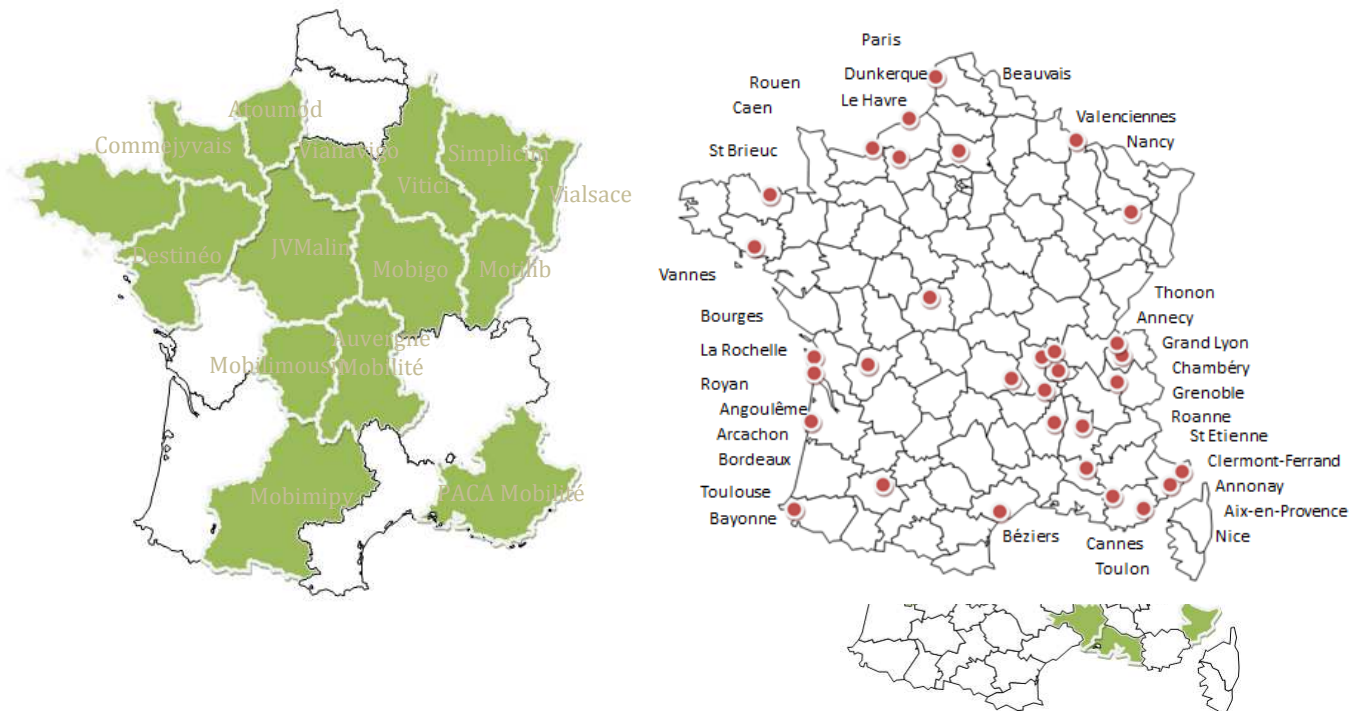 Atoumod
Commejyvais
Vianavigo
Simplicim
Vitici
Vialsace
Destinéo
JVMalin
Mobigo
Motilib
Auvergne
Mobilité
Mobilimousin
Mobimipy
PACA Mobilité
Paris
Rouen
Dunkerque
Beauvais
Caen
Le Havre
Valenciennes
Nancy
St Brieuc
Vannes
Bourges
Thonon
Annecy
La Rochelle
Grand Lyon
Chambéry
Royan
Grenoble
Angoulême
Roanne
Arcachon
St Etienne
Bordeaux
Clermont-Ferrand
Toulouse
Annonay
Bayonne
Aix-en-Provence
Béziers
Cannes
Nice
Toulon